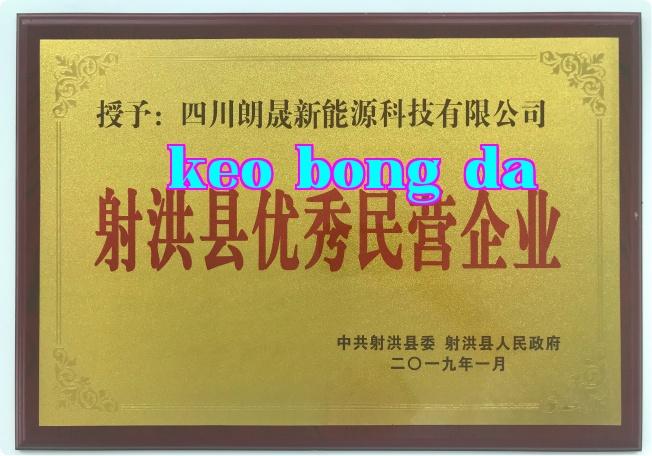 授予：四川朗晟新能源科技有限公司
keo bong da
射洪县优秀民营企业
中共射洪县委 射洪县人民政府
二〇一九年一月